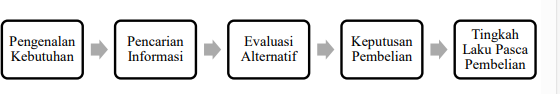 Pengenalan
Kebutuhan
Pencarian
Informasi
Evaluasi
Alternatif
Keputusan
Pembelian
Tingkah
Laku Pasca
Pembelian